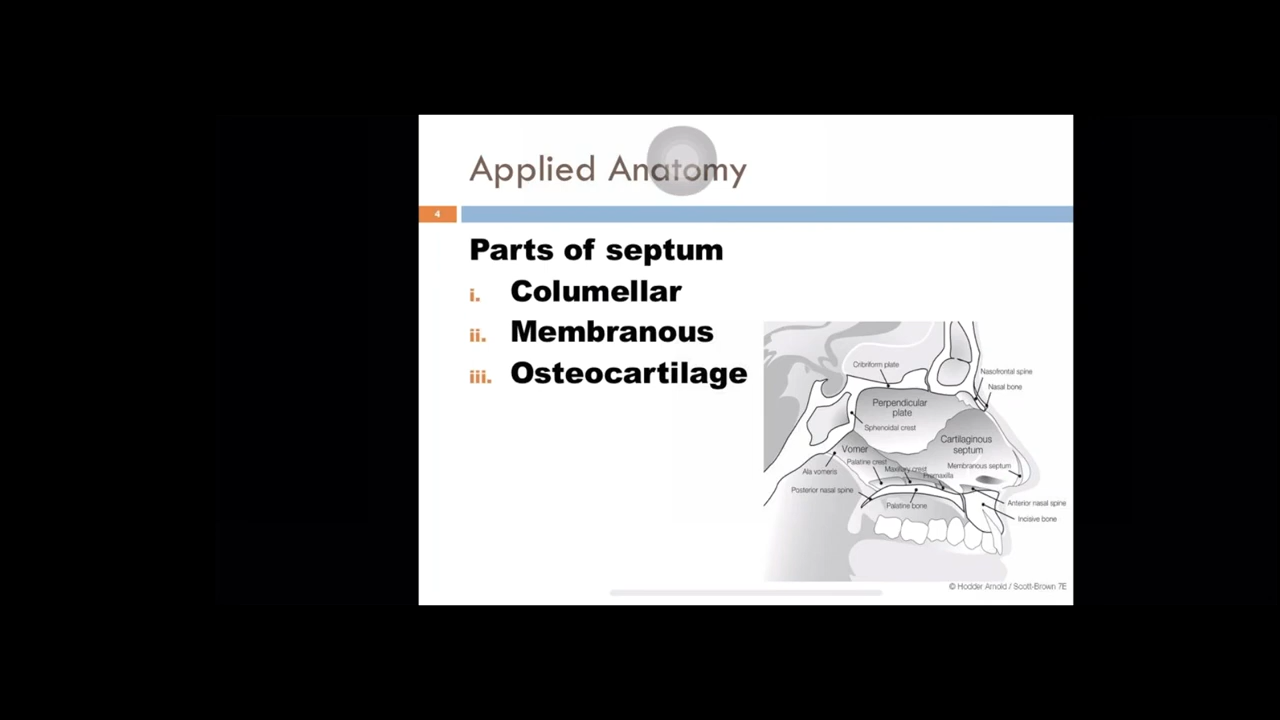 Applied Anatomy
4
Parts of septum
i. Columellar
ii. Membranous
iii. Osteocartilage
Cribriform plate
Nasofrontal spine
Nasal bone
Perpendicular
plate
Sphenoidal crest
Cartilaginous
septum
Vomer
Palatine crest
Maxillary crest
Membranous septum
Ala vomeris
Premaxilla
Posterior nasal spine
Palatine bone
Anterior nasal spine
Incisive bone
© Hodder Arnold / Scott-Brown 7E